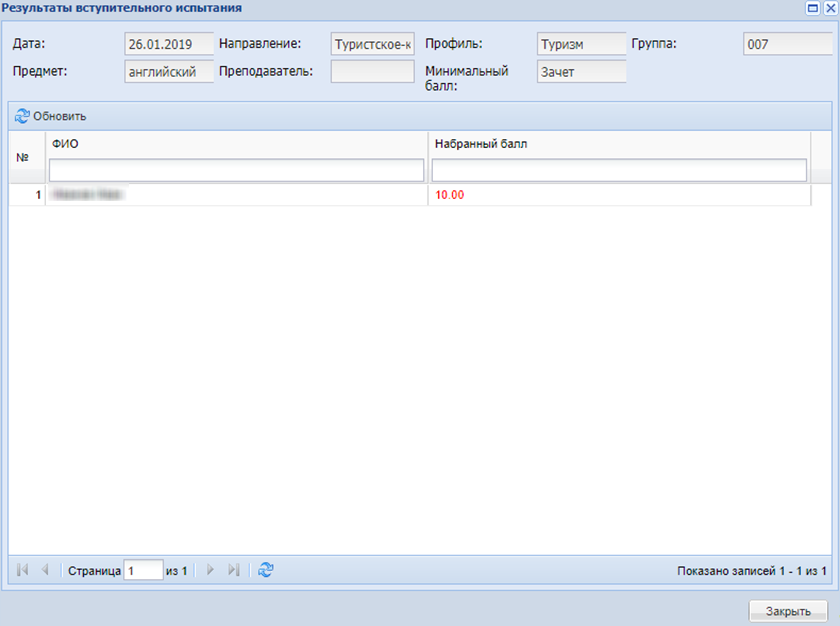 Результаты вступительного испытания
Дата: 26.01.2019 Направление: Туристское-к Профиль: Туризм Группа: 007
Предмет: английский Преподаватель: Минимальный балл: Зачет
Обновить
№ ФИО Набранный балл
1 10.00
Страница 1 из 1 Показано записей 1 - 1 из 1
Закрыть